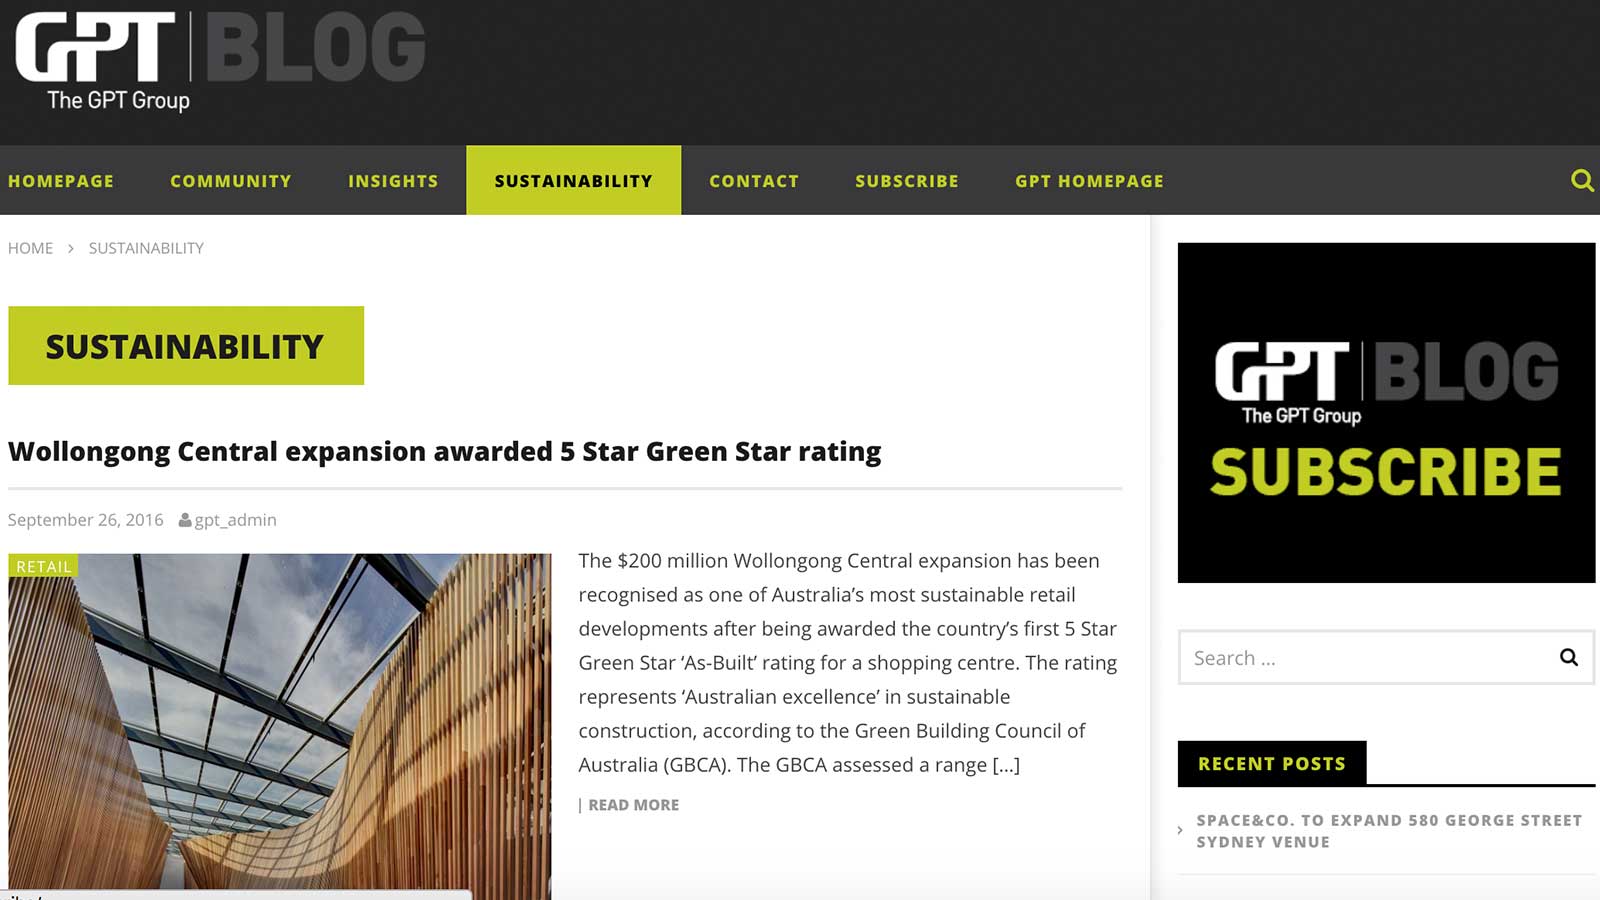 GPT | BLOG
The GPT Group
HOMEPAGE COMMUNITY INSIGHTS SUSTAINABILITY CONTACT SUBSCRIBE GPT HOMEPAGE
HOME > SUSTAINABILITY
SUSTAINABILITY
Wollongong Central expansion awarded 5 Star Green Star rating
September 26, 2016 gpt_admin
RETAIL
The $200 million Wollongong Central expansion has been
recognised as one of Australia’s most sustainable retail
developments after being awarded the country’s first 5 Star
Green Star ‘As-Built’ rating for a shopping centre. The rating
represents ‘Australian excellence’ in sustainable
construction, according to the Green Building Council of
Australia (GBCA). The GBCA assessed a range [...]
| READ MORE
GPT | BLOG
The GPT Group
SUBSCRIBE
Search ...
RECENT POSTS
> SPACE&CO. TO EXPAND 580 GEORGE STREET
SYDNEY VENUE